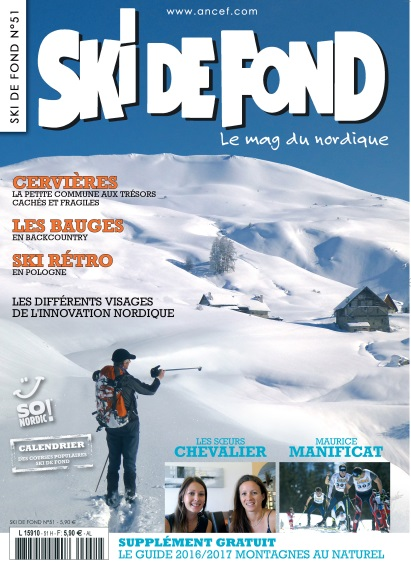 www.ancef.com
SKI DE FOND N°51
SKI DE FOND
Le mag du nordique
CERVIÈRES
LA PETITE COMMUNE AUX TRÉSORS
CACHÉS ET FRAGILES
LES BAUGES
EN BACKCOUNTRY
SKI RÉTRO
EN POLOGNE
LES DIFFÉRENTS VISAGES
DE L'INNOVATION NORDIQUE
SO!
NORDIC!
CALENDRIER
DES COURSES POPULAIRES
SKI DE FOND
LES SŒURS
CHEVALIER
MAURICE
MANIFICAT
SKI DE FOND N°51 - 5,90 €
L 15910 - 51 H - F: 5,90 € - AL
SUPPLÉMENT GRATUIT
LE GUIDE 2016/2017 MONTAGNES AU NATUREL